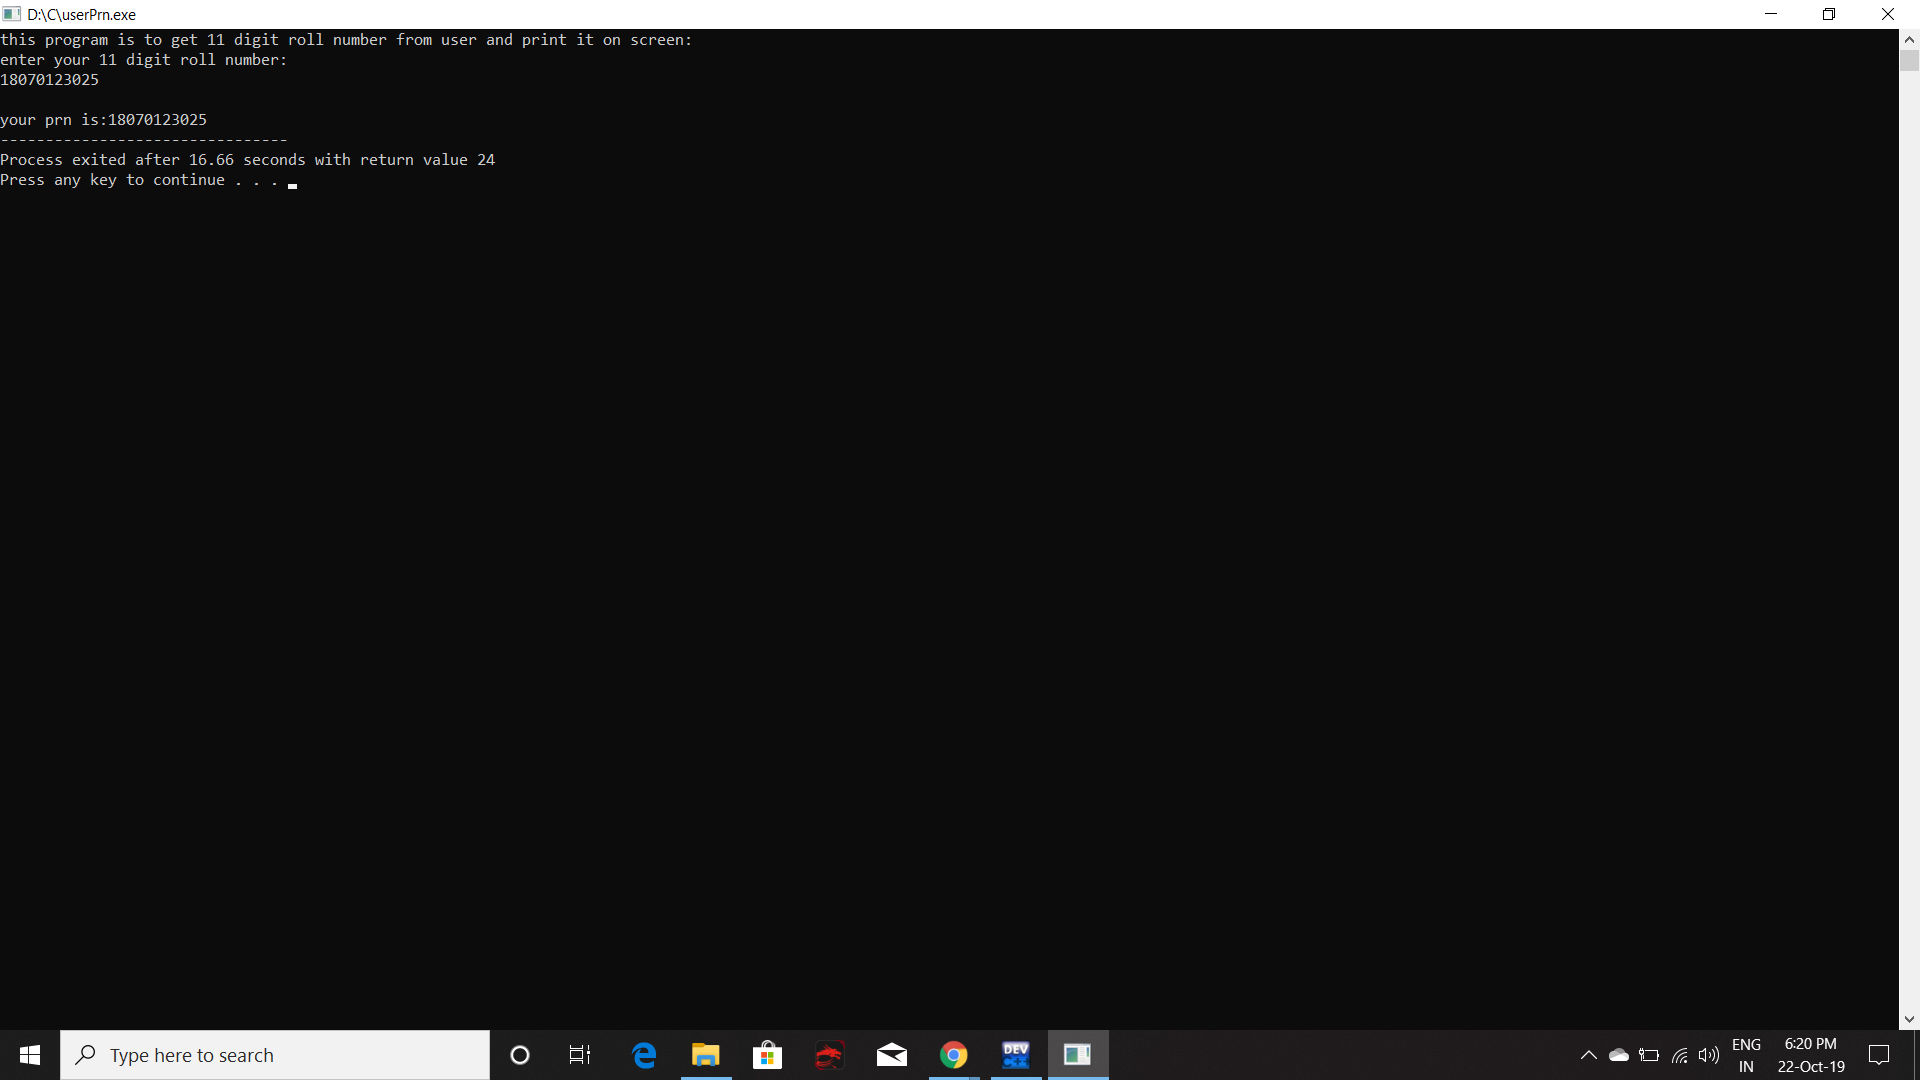 D:\C\userPrn.exe
this program is to get 11 digit roll number from user and print it on screen:
enter your 11 digit roll number:
18070123025
your prn is:18070123025
--------------------------------
Process exited after 16.66 seconds with return value 24
Press any key to continue . . .
Type here to search
DEV
C++
ENG
IN
6:20 PM
22-Oct-19